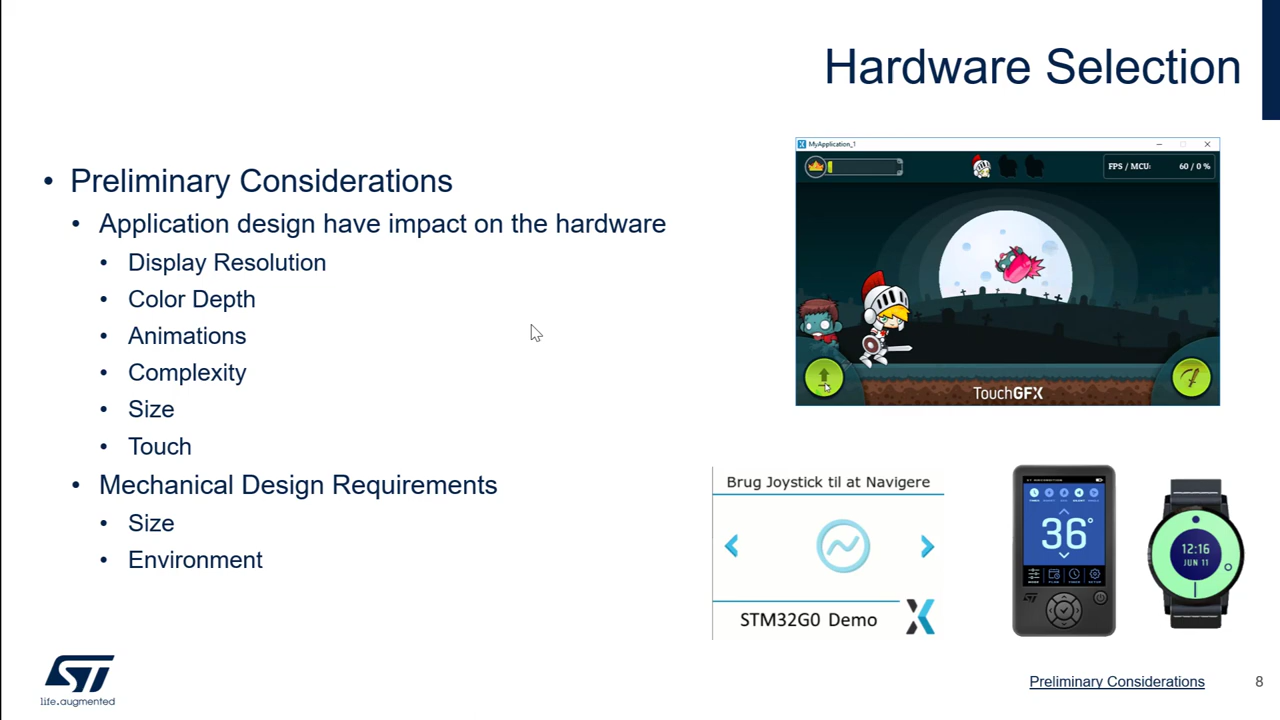 Hardware Selection
• Preliminary Considerations
• Application design have impact on the hardware
• Display Resolution
• Color Depth
• Animations
• Complexity
• Size
• Touch
• Mechanical Design Requirements
• Size
• Environment
MyApplication_1
FPS / MCU: 60 / 0 %
TouchGFX
Brug Joystick til at Navigere
STM32G0 Demo
36°
12:16
JUN 11
ST
life.augmented
Preliminary Considerations
8